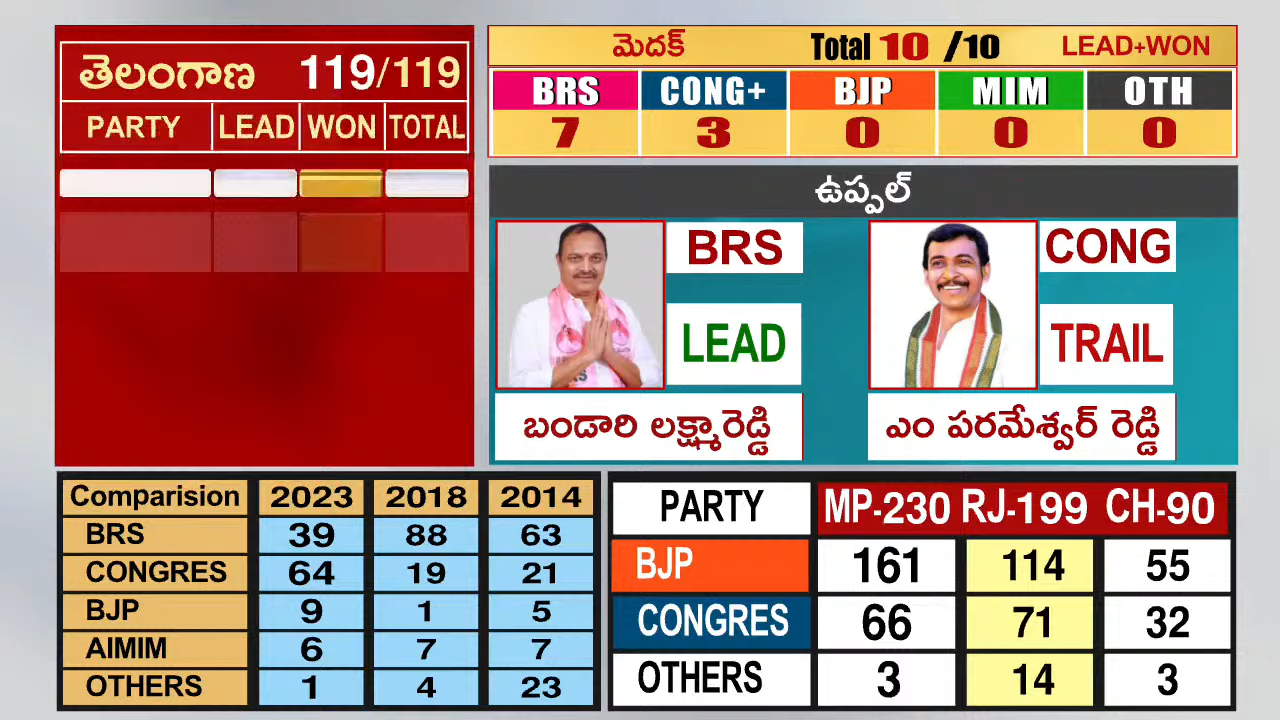 తెలంగాణ 119/119
PARTY LEAD WON TOTAL
మెదక్ Total 10 /10 LEAD+WON
BRS CONG+ BJP MIM OTH
7 3 0 0 0
ఉప్పల్
BRS
LEAD
బండారి లక్ష్మారెడ్డి
CONG
TRAIL
ఎం పరమేశ్వర్ రెడ్డి
Comparision 2023 2018 2014
BRS 39 88 63
CONGRES 64 19 21
BJP 9 1 5
AIMIM 6 7 7
OTHERS 1 4 23
PARTY MP-230 RJ-199 CH-90
BJP 161 114 55
CONGRES 66 71 32
OTHERS 3 14 3